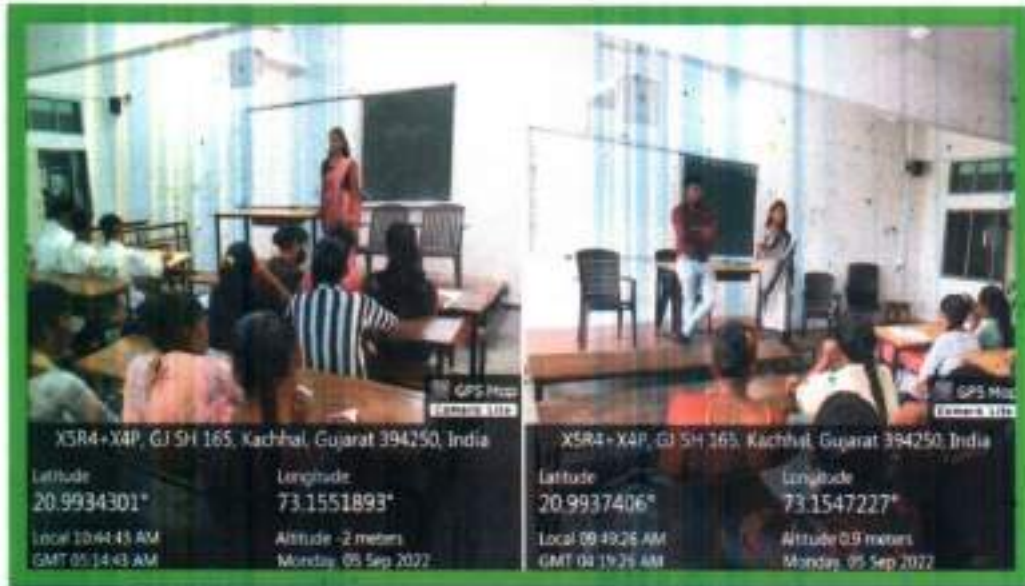 GPS Map
Camera Lite
X5R4+X4P, GJ SH 165, Kachhal, Gujarat 394250, India
Latitude
20.9934301°
Longitude
73.1551893°
Local 10:44:43 AM
GMT 05:14:43 AM
Altitude -2 meters
Monday, 05 Sep 2022
GPS Map
Camera Lite
X5R4+X4P, GJ SH 165, Kachhal, Gujarat 394250, India
Latitude
20.9937406°
Longitude
73.1547227°
Local 09:49:26 AM
GMT 04:19:26 AM
Altitude 0.9 meters
Monday, 05 Sep 2022